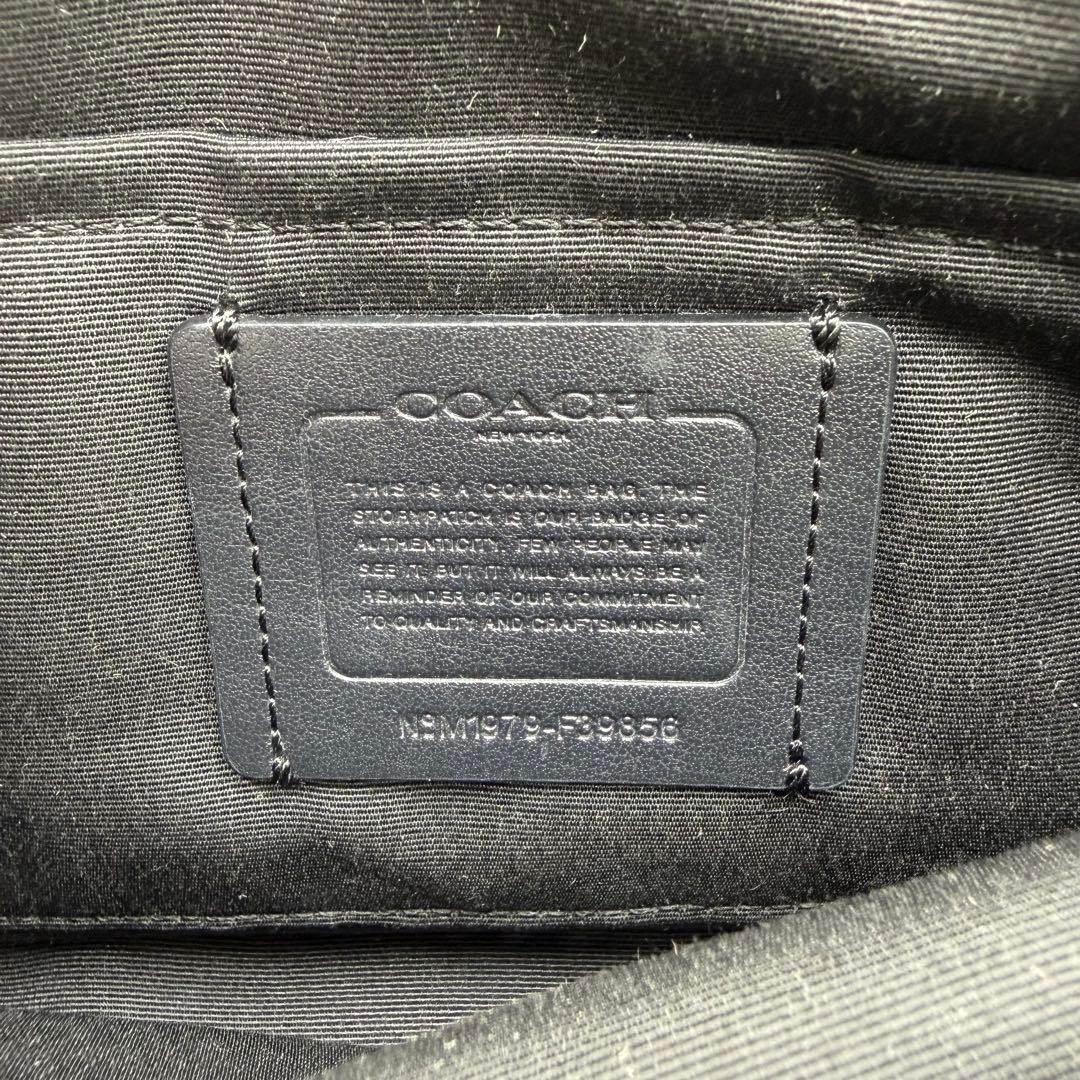 COACH
NEW YORK
THIS IS A COACH BAG. THE
STORYPATCH IS OUR BADGE OF
AUTHENTICITY. FEW PEOPLE MAY
SEE IT, BUT IT WILL ALWAYS BE A
REMINDER OF OUR COMMITMENT
TO QUALITY AND CRAFTSMANSHIP.
NºM1979-F39856